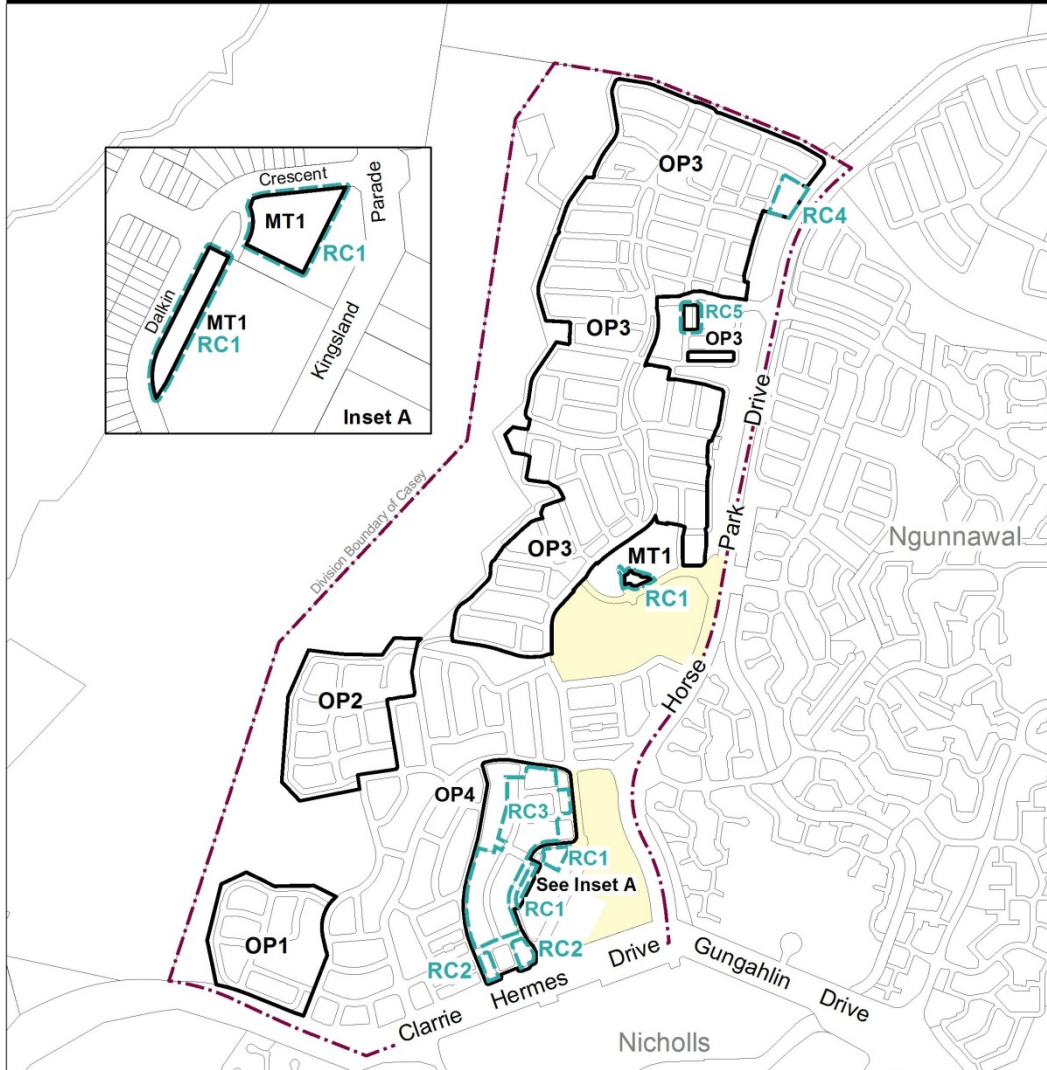 OP3
Crescent
Parade
MT1
RC1
RC4
Dalkin
MT1
RC1
Kingsland
Inset A
RC5
OP3
OP3
Drive
Division Boundary of Casey
Park
Ngunnawal
OP3
MT1
RC1
Horse
OP2
OP4
RC3
RC1
See Inset A
RC1
OP1
RC2
RC2
Clarrie Hermes Drive
Gungahlin Drive
Nicholls